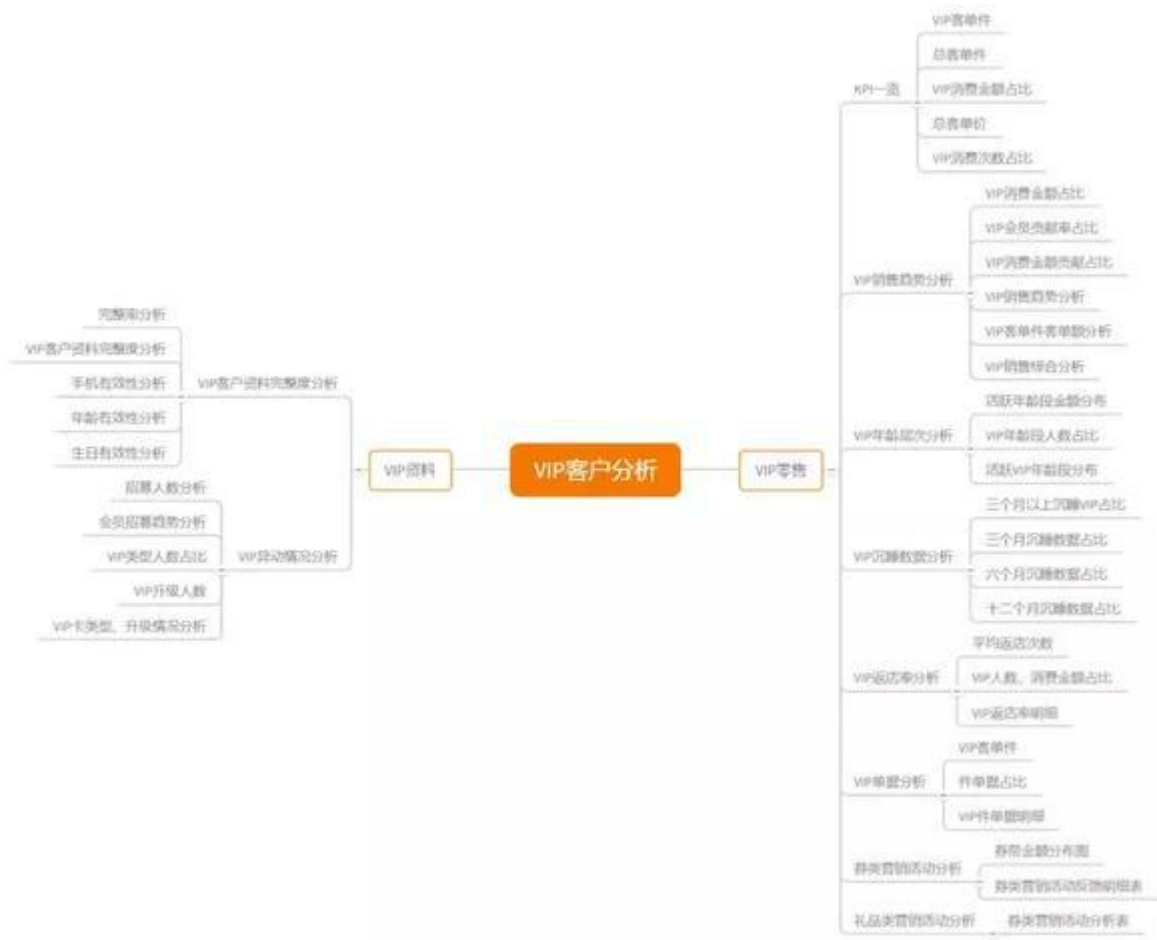 VIP客户分析
VIP资料
VIP客户资料完整度分析
完整率分析
VIP客户资料完整度分析
手机有效性分析
年龄有效性分析
生日有效性分析
VIP异动情况分析
招募人数分析
会员招募趋势分析
VIP类型人数占比
VIP升级人数
VIP卡类型、升级情况分析
VIP零售
KPI一览
VIP客单件
总客单件
VIP消费金额占比
总客单价
VIP消费次数占比
VIP销售趋势分析
VIP消费金额占比
VIP会员贡献率占比
VIP消费金额贡献占比
VIP销售趋势分析
VIP客单件客单额分析
VIP销售综合分析
VIP年龄层次分析
活跃年龄段金额分布
VIP年龄段人数占比
活跃VIP年龄段分布
VIP沉睡数据分析
三个月以上沉睡VIP占比
三个月沉睡数据占比
六个月沉睡数据占比
十二个月沉睡数据占比
VIP返店率分析
平均返店次数
VIP人数、消费金额占比
VIP返店率明细
VIP单据分析
VIP客单件
件单据占比
VIP件单据明细
券类营销活动分析
券带金额分布图
券类营销活动反馈明细表
礼品类营销活动分析
券类营销活动分析表